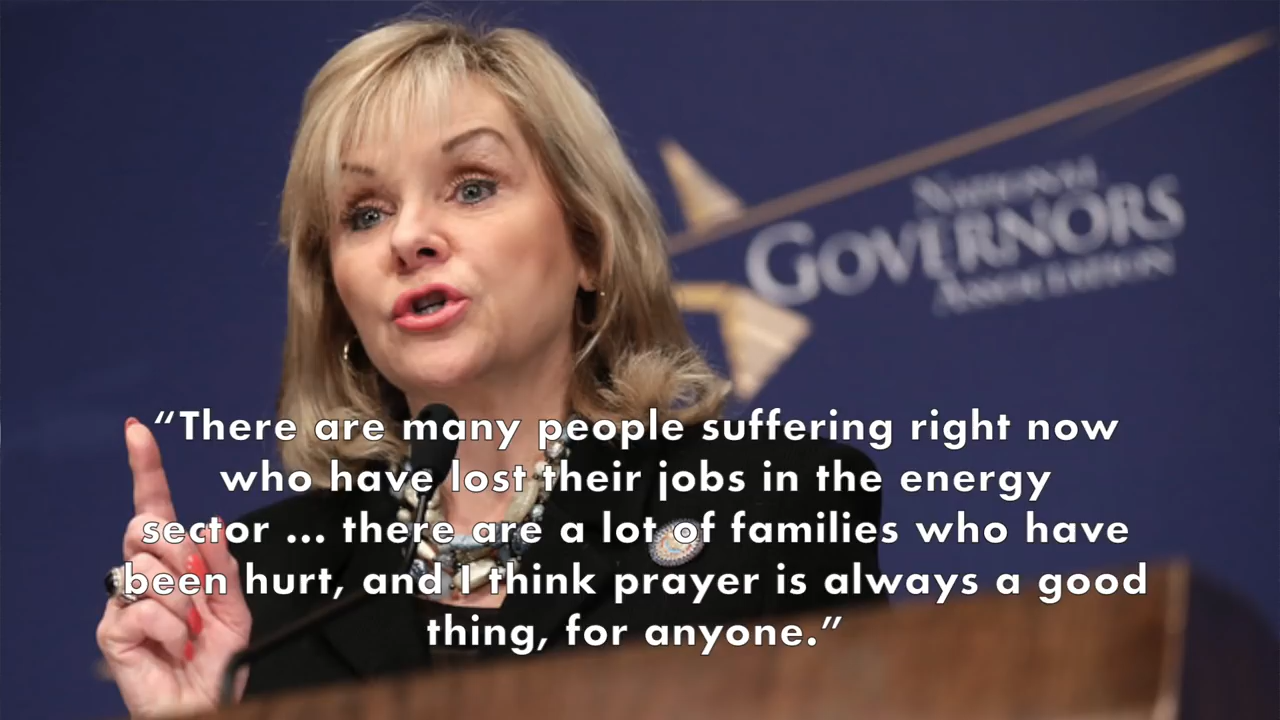 NATIONAL
GOVERNORS
ASSOCIATION
“There are many people suffering right now
who have lost their jobs in the energy
sector ... there are a lot of families who have
been hurt, and I think prayer is always a good
thing, for anyone.”